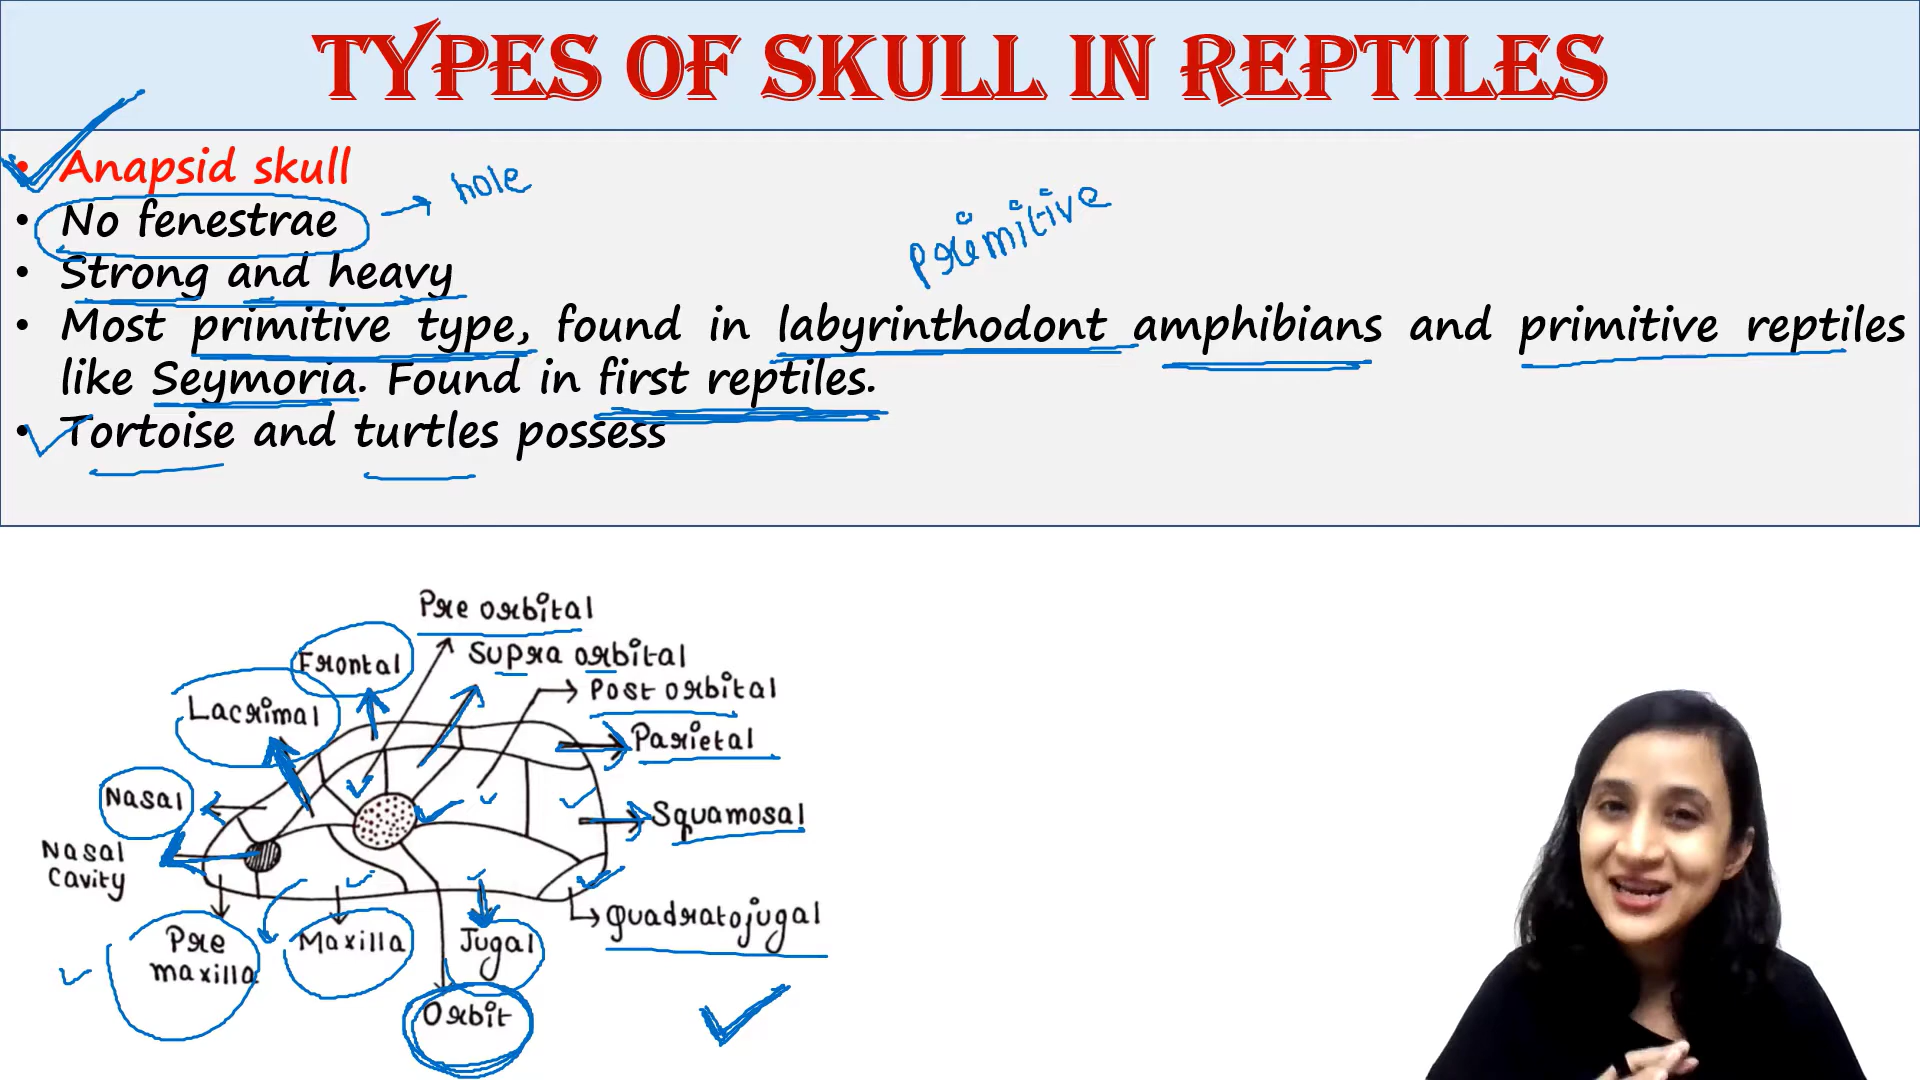 TYPES OF SKULL IN REPTILES
• Anapsid skull
• No fenestrae → hole
• Strong and heavy
primitive
• Most primitive type, found in labyrinthodont amphibians and primitive reptiles
like Seymoria. Found in first reptiles.
• Tortoise and turtles possess
Pre orbital
Frontal
Supra orbital
Post orbital
Lacrimal
Parietal
Nasal
Squamosal
Nasal
cavity
Quadratojugal
Pre
maxilla
Maxilla
Jugal
Orbit